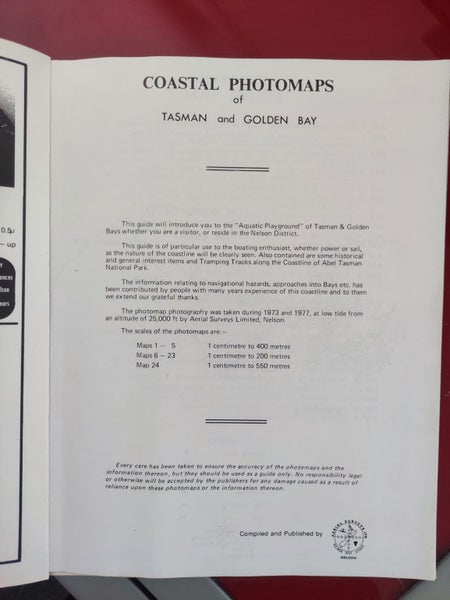 COASTAL PHOTOMAPS
of
TASMAN and GOLDEN BAY
This guide will introduce you to the "Aquatic Playground" of Tasman & Golden
Bays whether you are a visitor, or reside in the Nelson District.
This guide is of particular use to the boating enthusiast, whether power or sail,
as the nature of the coastline will be clearly seen. Also contained are some historical
and general interest items and Tramping Tracks along the Coastline of Abel Tasman
National Park.
The information relating to navigational hazards, approaches into Bays etc. has
been contributed by people with many years experience of this coastline and to them
we extend our grateful thanks.
The photomap photography was taken during 1973 and 1977, at low tide from
an altitude of 25,000 ft by Aerial Surveys Limited, Nelson.
The scales of the photomaps are:—
Maps 1 — 5 1 centimetre to 400 metres
Maps 6 — 23 1 centimetre to 200 metres
Map 24 1 centimetre to 550 metres
Every care has been taken to ensure the accuracy of the photomaps and the
information thereon, but they should be used as a guide only. No responsibility legal
or otherwise will be accepted by the publishers for any damage caused as a result of
reliance upon these photomaps or the information thereon.
Compiled and Published by
NELSON
– up